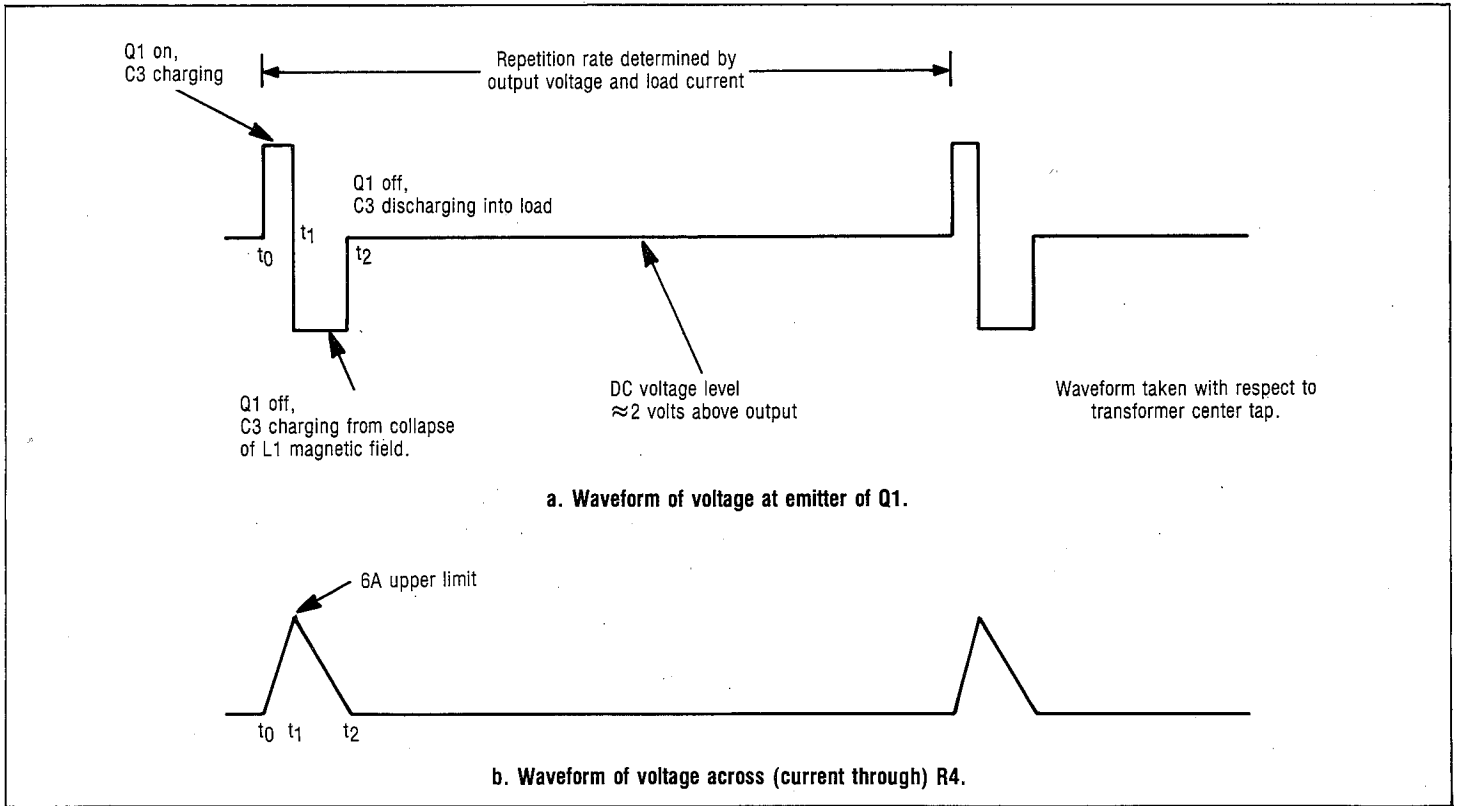 Q1 on,
C3 charging
Repetition rate determined by
output voltage and load current
Q1 off,
C3 discharging into load
t0
t1
t2
Q1 off,
C3 charging from collapse
of L1 magnetic field.
DC voltage level
≈2 volts above output
Waveform taken with respect to
transformer center tap.
a. Waveform of voltage at emitter of Q1.
6A upper limit
t0 t1 t2
b. Waveform of voltage across (current through) R4.